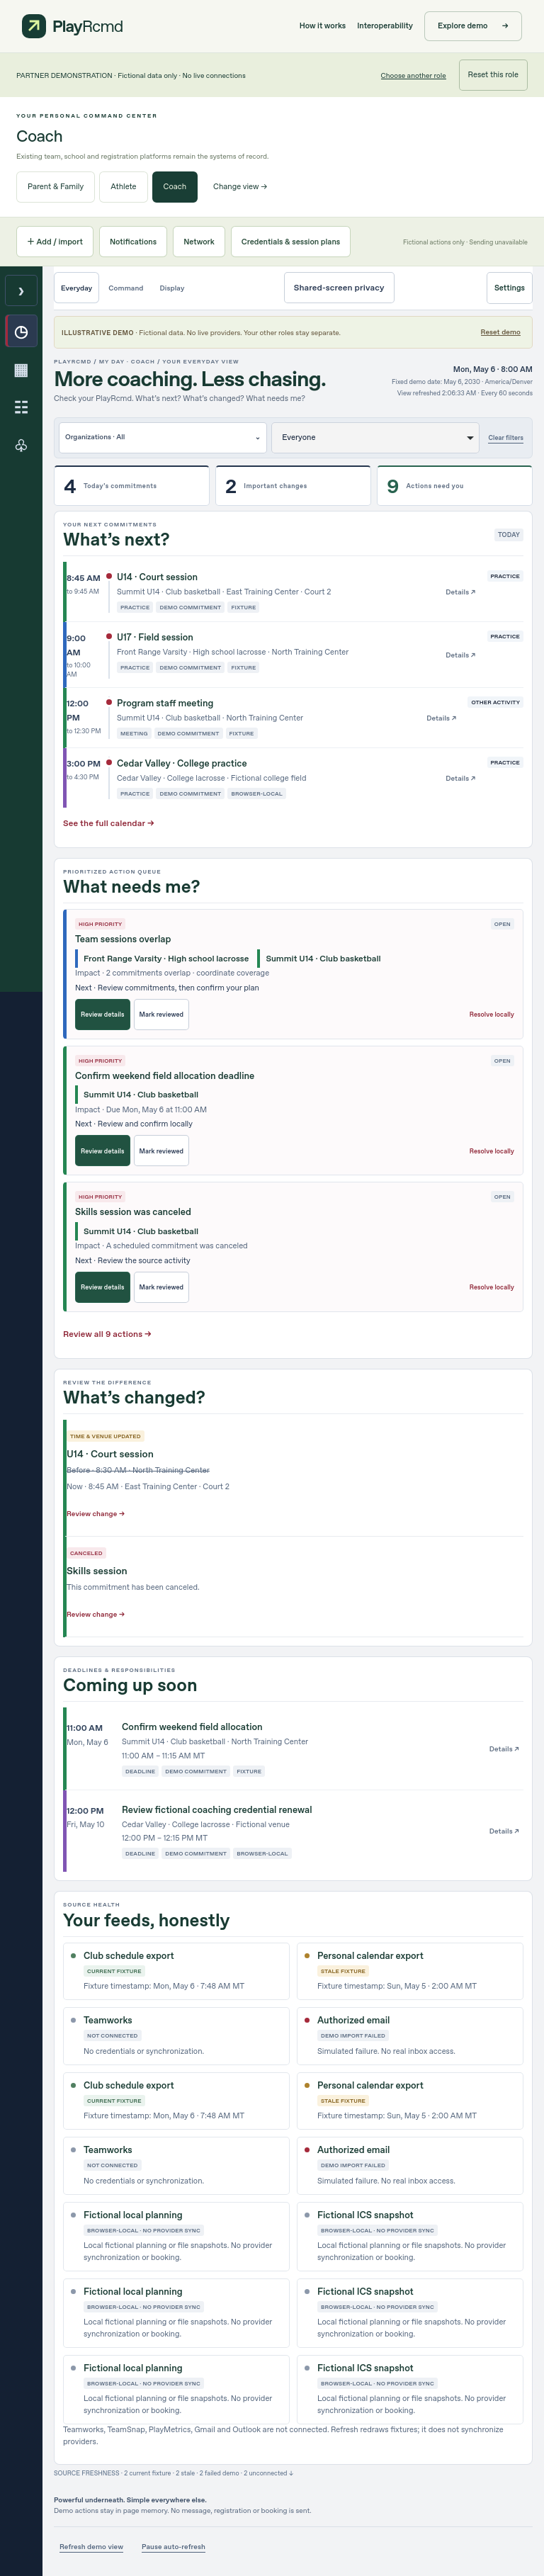 PlayRcmd
How it works
Interoperability
Explore demo →
PARTNER DEMONSTRATION · Fictional data only · No live connections
Choose another role
Reset this role
YOUR PERSONAL COMMAND CENTER
Coach
Existing team, school and registration platforms remain the systems of record.
Parent & Family
Athlete
Coach
Change view →
+ Add / import
Notifications
Network
Credentials & session plans
Fictional actions only · Sending unavailable
Everyday
Command
Display
Shared-screen privacy
Settings
ILLUSTRATIVE DEMO · Fictional data. No live providers. Your other roles stay separate.
Reset demo
PLAYRCMD / MY DAY · COACH / YOUR EVERYDAY VIEW
More coaching. Less chasing.
Check your PlayRcmd. What's next? What's changed? What needs me?
Mon, May 6 · 8:00 AM
Fixed demo date: May 6, 2030 · America/Denver
View refreshed 2:06:33 AM · Every 60 seconds
Organizations · All
Everyone
Clear filters
4 Today's commitments
2 Important changes
9 Actions need you
YOUR NEXT COMMITMENTS
What's next?
TODAY
8:45 AM
to 9:45 AM
U14 · Court session
Summit U14 · Club basketball · East Training Center · Court 2
PRACTICE DEMO COMMITMENT FIXTURE
Details ↗
PRACTICE
9:00 AM
to 10:00 AM
U17 · Field session
Front Range Varsity · High school lacrosse · North Training Center
PRACTICE DEMO COMMITMENT FIXTURE
Details ↗
PRACTICE
12:00 PM
to 12:30 PM
Program staff meeting
Summit U14 · Club basketball · North Training Center
MEETING DEMO COMMITMENT FIXTURE
Details ↗
OTHER ACTIVITY
3:00 PM
to 4:30 PM
Cedar Valley · College practice
Cedar Valley · College lacrosse · Fictional college field
PRACTICE DEMO COMMITMENT BROWSER-LOCAL
Details ↗
PRACTICE
See the full calendar →
PRIORITIZED ACTION QUEUE
What needs me?
HIGH PRIORITY
OPEN
Team sessions overlap
Front Range Varsity · High school lacrosse
Summit U14 · Club basketball
Impact · 2 commitments overlap · coordinate coverage
Next · Review commitments, then confirm your plan
Review details
Mark reviewed
Resolve locally
HIGH PRIORITY
OPEN
Confirm weekend field allocation deadline
Summit U14 · Club basketball
Impact · Due Mon, May 6 at 11:00 AM
Next · Review and confirm locally
Review details
Mark reviewed
Resolve locally
HIGH PRIORITY
OPEN
Skills session was canceled
Summit U14 · Club basketball
Impact · A scheduled commitment was canceled
Next · Review the source activity
Review details
Mark reviewed
Resolve locally
Review all 9 actions →
REVIEW THE DIFFERENCE
What's changed?
TIME & VENUE UPDATED
U14 · Court session
Before · 8:30 AM · North Training Center
Now · 8:45 AM · East Training Center · Court 2
Review change →
CANCELED
Skills session
This commitment has been canceled.
Review change →
DEADLINES & RESPONSIBILITIES
Coming up soon
11:00 AM
Mon, May 6
Confirm weekend field allocation
Summit U14 · Club basketball · North Training Center
11:00 AM – 11:15 AM MT
DEADLINE DEMO COMMITMENT FIXTURE
Details ↗
12:00 PM
Fri, May 10
Review fictional coaching credential renewal
Cedar Valley · College lacrosse · Fictional venue
12:00 PM – 12:15 PM MT
DEADLINE DEMO COMMITMENT BROWSER-LOCAL
Details ↗
SOURCE HEALTH
Your feeds, honestly
Club schedule export
CURRENT FIXTURE
Fixture timestamp: Mon, May 6 · 7:48 AM MT
Personal calendar export
STALE FIXTURE
Fixture timestamp: Sun, May 5 · 2:00 AM MT
Teamworks
NOT CONNECTED
No credentials or synchronization.
Authorized email
DEMO IMPORT FAILED
Simulated failure. No real inbox access.
Club schedule export
CURRENT FIXTURE
Fixture timestamp: Mon, May 6 · 7:48 AM MT
Personal calendar export
STALE FIXTURE
Fixture timestamp: Sun, May 5 · 2:00 AM MT
Teamworks
NOT CONNECTED
No credentials or synchronization.
Authorized email
DEMO IMPORT FAILED
Simulated failure. No real inbox access.
Fictional local planning
BROWSER-LOCAL · NO PROVIDER SYNC
Local fictional planning or file snapshots. No provider
synchronization or booking.
Fictional ICS snapshot
BROWSER-LOCAL · NO PROVIDER SYNC
Local fictional planning or file snapshots. No provider
synchronization or booking.
Fictional local planning
BROWSER-LOCAL · NO PROVIDER SYNC
Local fictional planning or file snapshots. No provider
synchronization or booking.
Fictional ICS snapshot
BROWSER-LOCAL · NO PROVIDER SYNC
Local fictional planning or file snapshots. No provider
synchronization or booking.
Fictional local planning
BROWSER-LOCAL · NO PROVIDER SYNC
Local fictional planning or file snapshots. No provider
synchronization or booking.
Fictional ICS snapshot
BROWSER-LOCAL · NO PROVIDER SYNC
Local fictional planning or file snapshots. No provider
synchronization or booking.
Teamworks, TeamSnap, PlayMetrics, Gmail and Outlook are not connected. Refresh redraws fixtures; it does not synchronize
providers.
SOURCE FRESHNESS · 2 current fixture · 2 stale · 2 failed demo · 2 unconnected ↓
Powerful underneath. Simple everywhere else.
Demo actions stay in page memory. No message, registration or booking is sent.
Refresh demo view
Pause auto-refresh